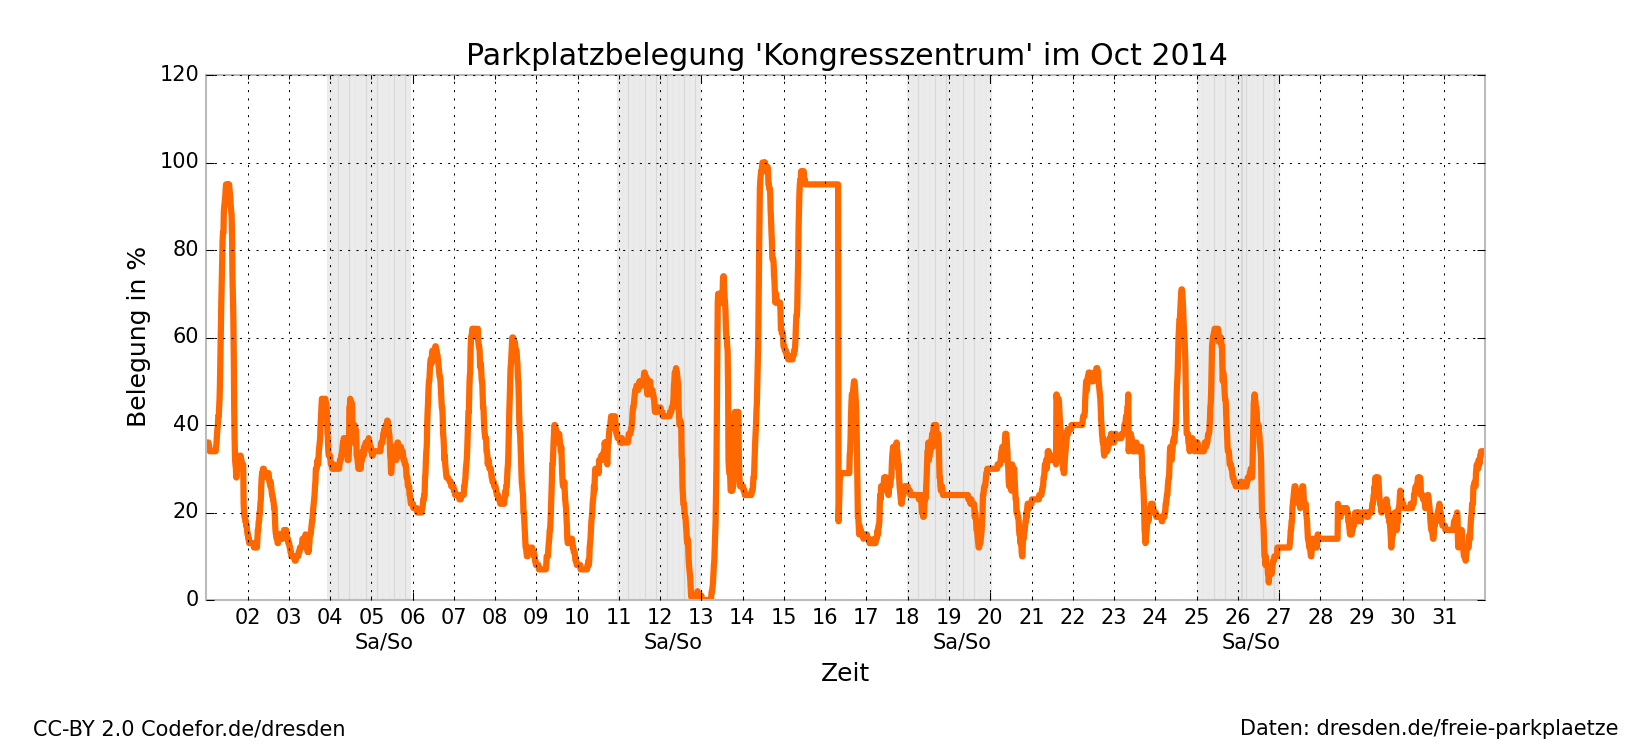 Parkplatzbelegung 'Kongresszentrum' im Oct 2014
120
100
80
60
40
20
0
Belegung in %
02 03 04 05 06 07 08 09 10 11 12 13 14 15 16 17 18 19 20 21 22 23 24 25 26 27 28 29 30 31
Sa/So Sa/So Sa/So Sa/So
Zeit
CC-BY 2.0 Codefor.de/dresden
Daten: dresden.de/freie-parkplaetze